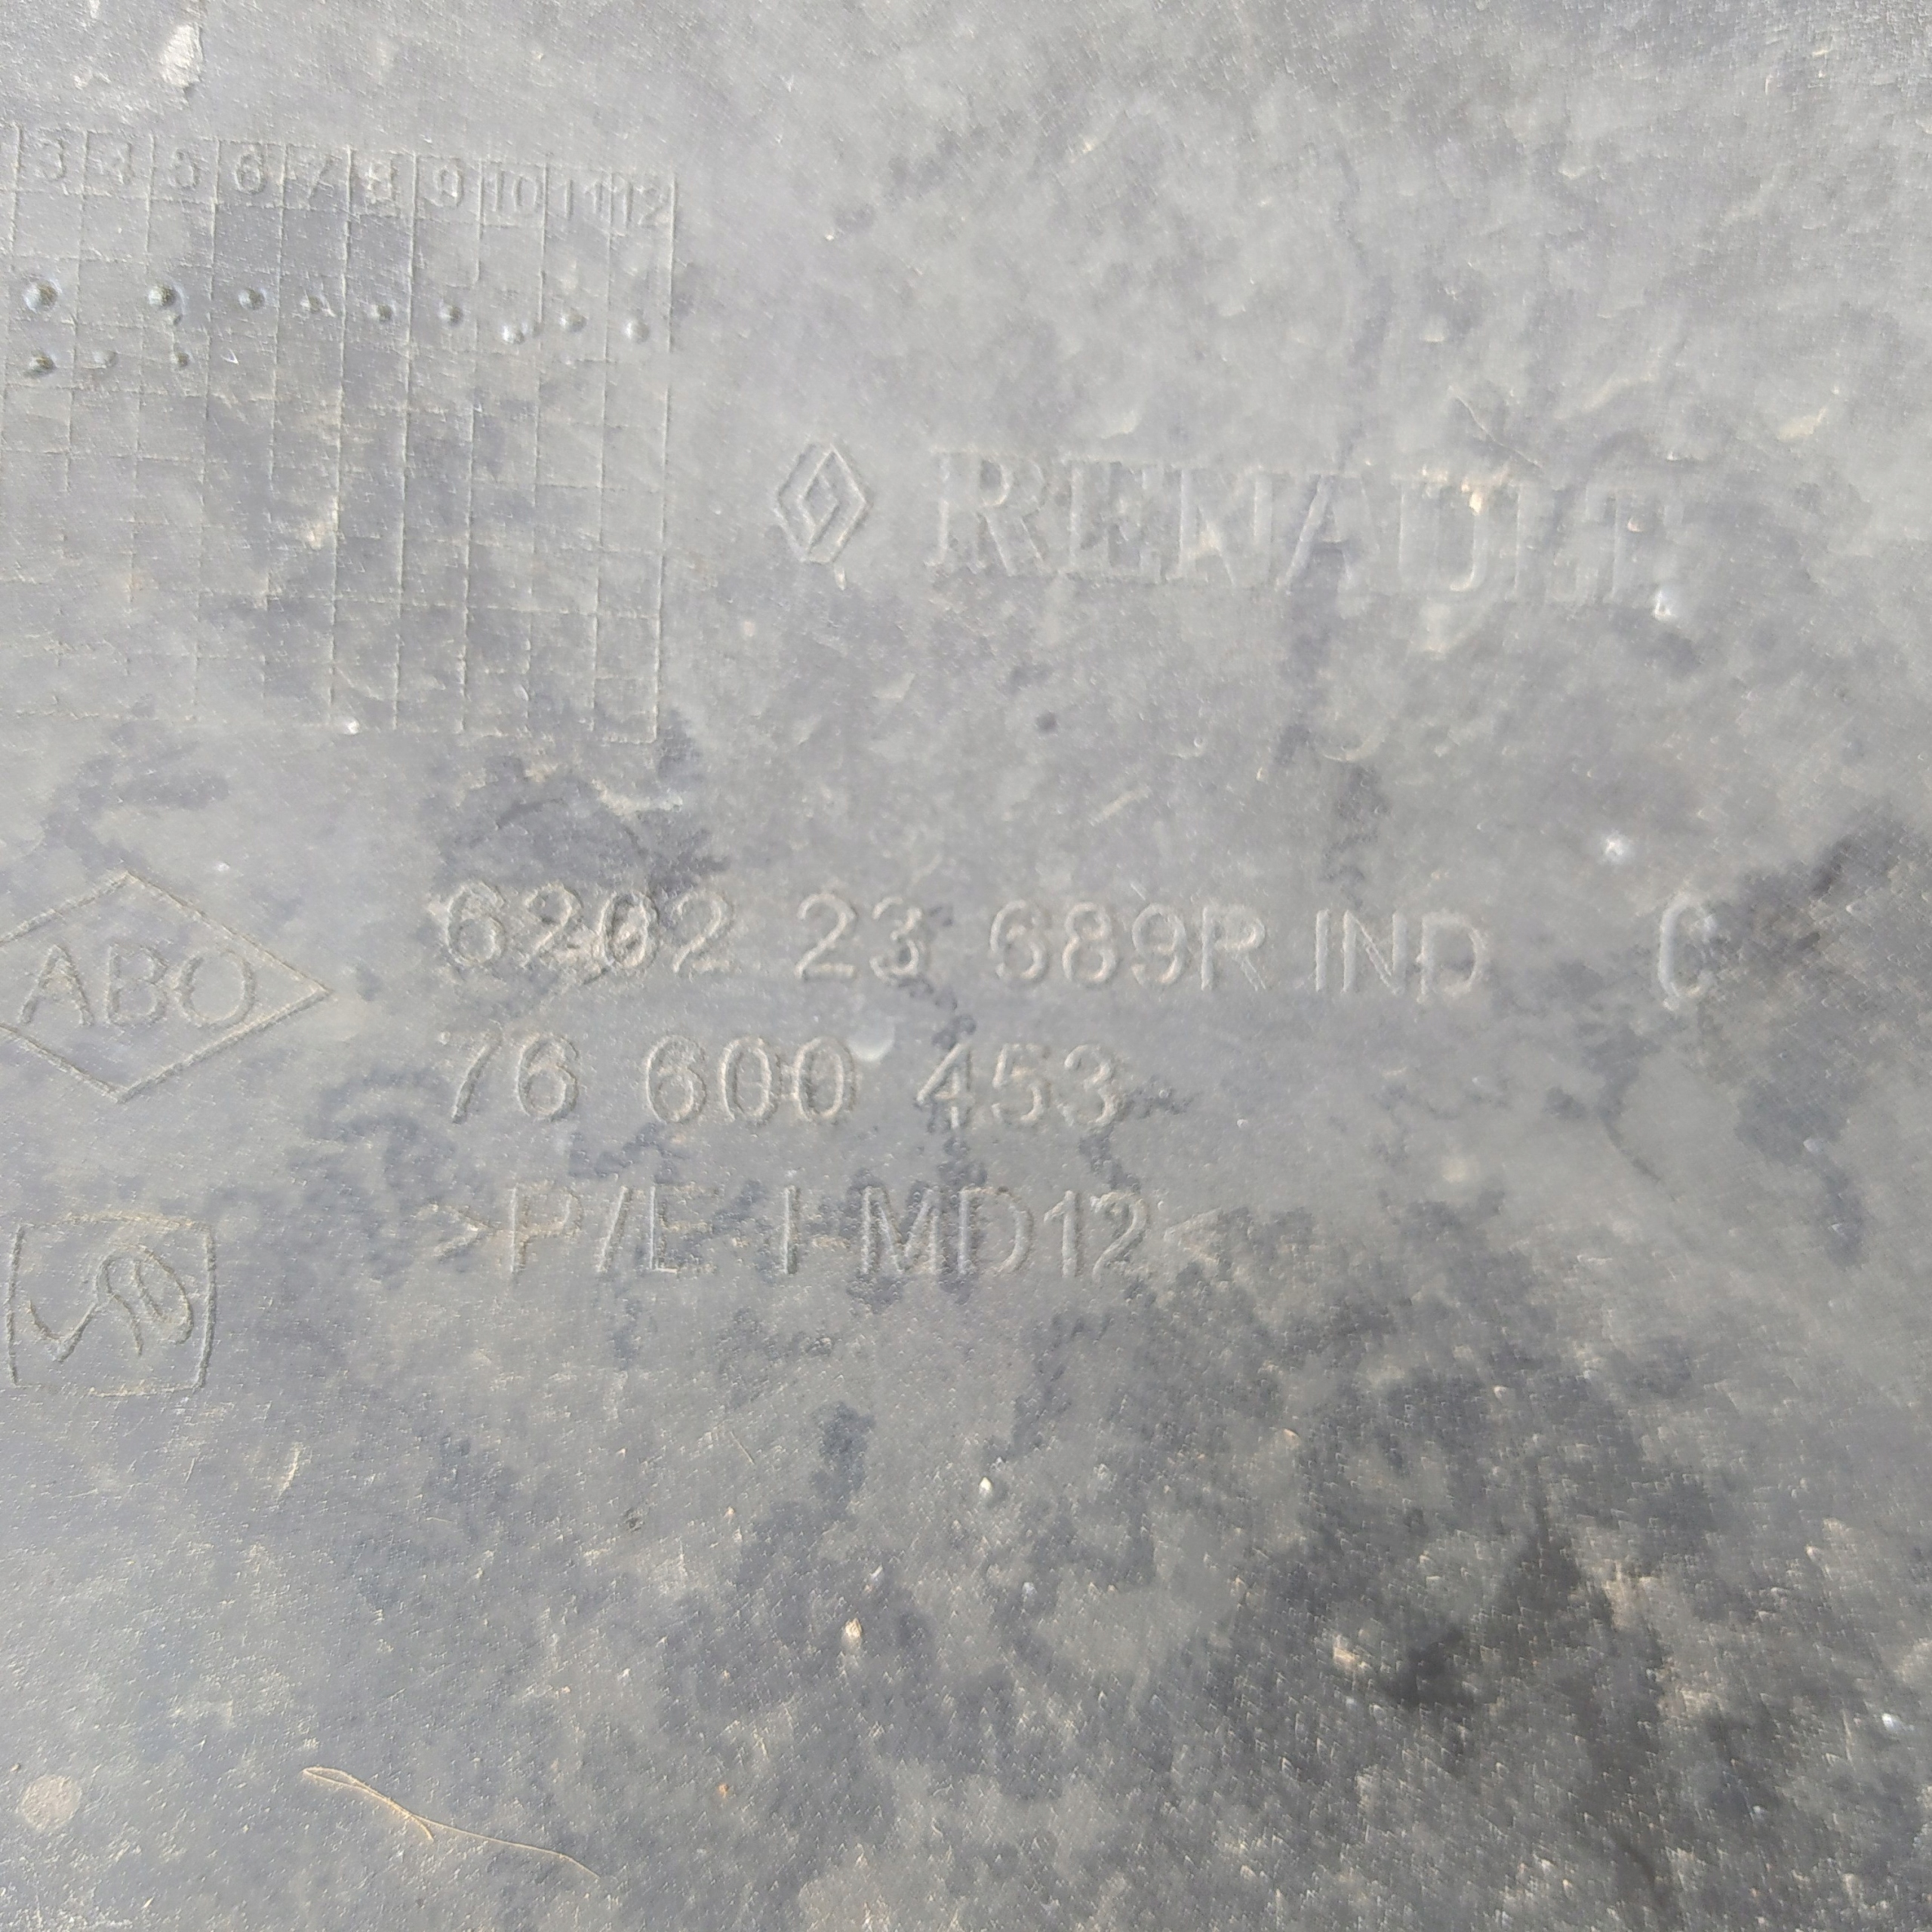 3 4 5 6 7 8 9 10 11 12
RENAULT
6202 23 689R IND C
ABO
76 600 453
>P/E-I-MD12<